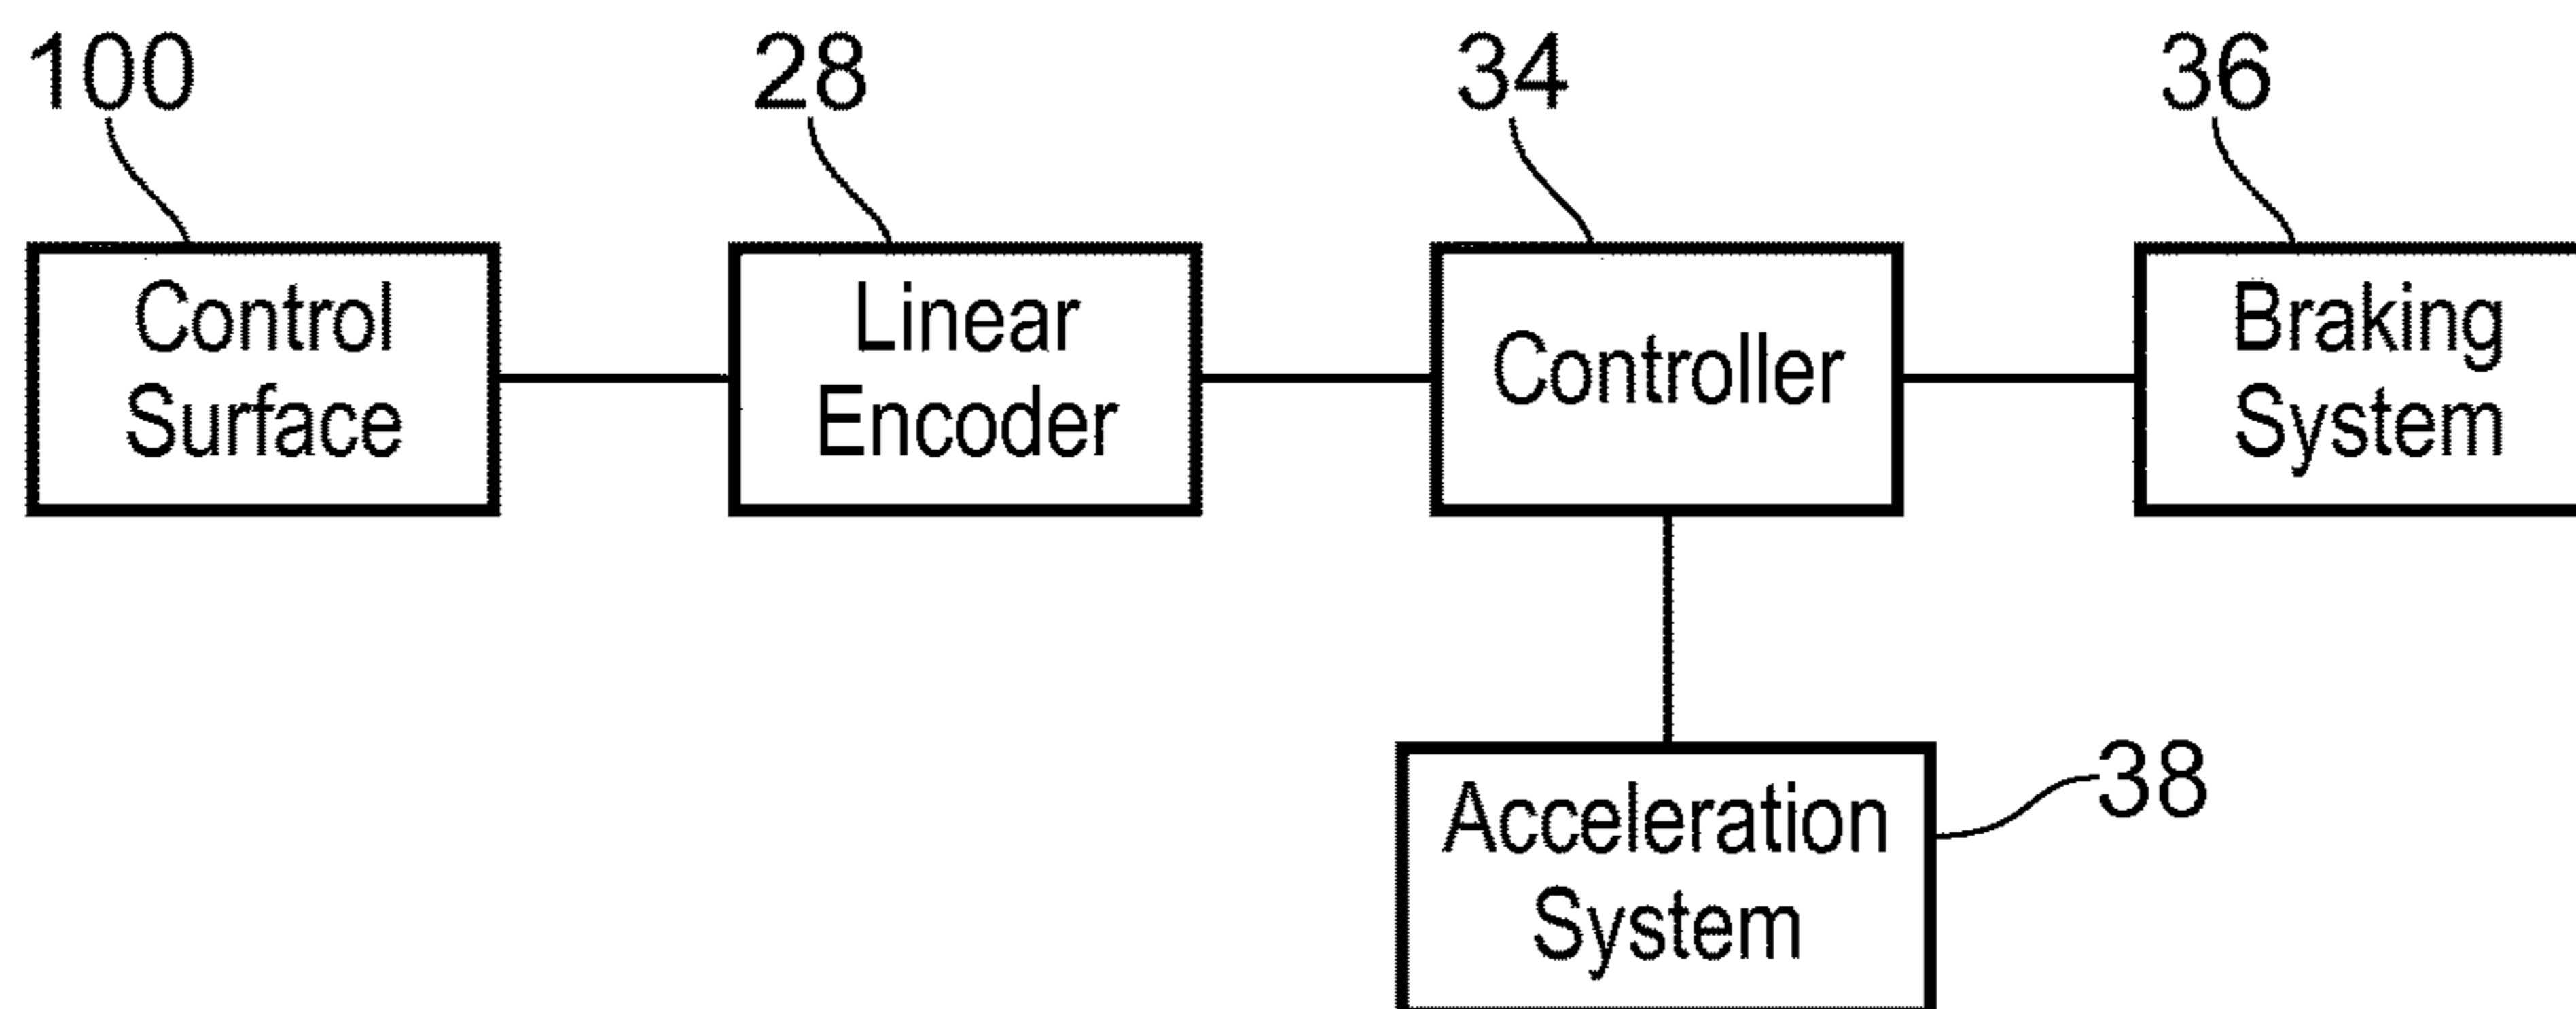 100
28
34
36
Control
Surface
Linear
Encoder
Controller
Braking
System
Acceleration
System
38